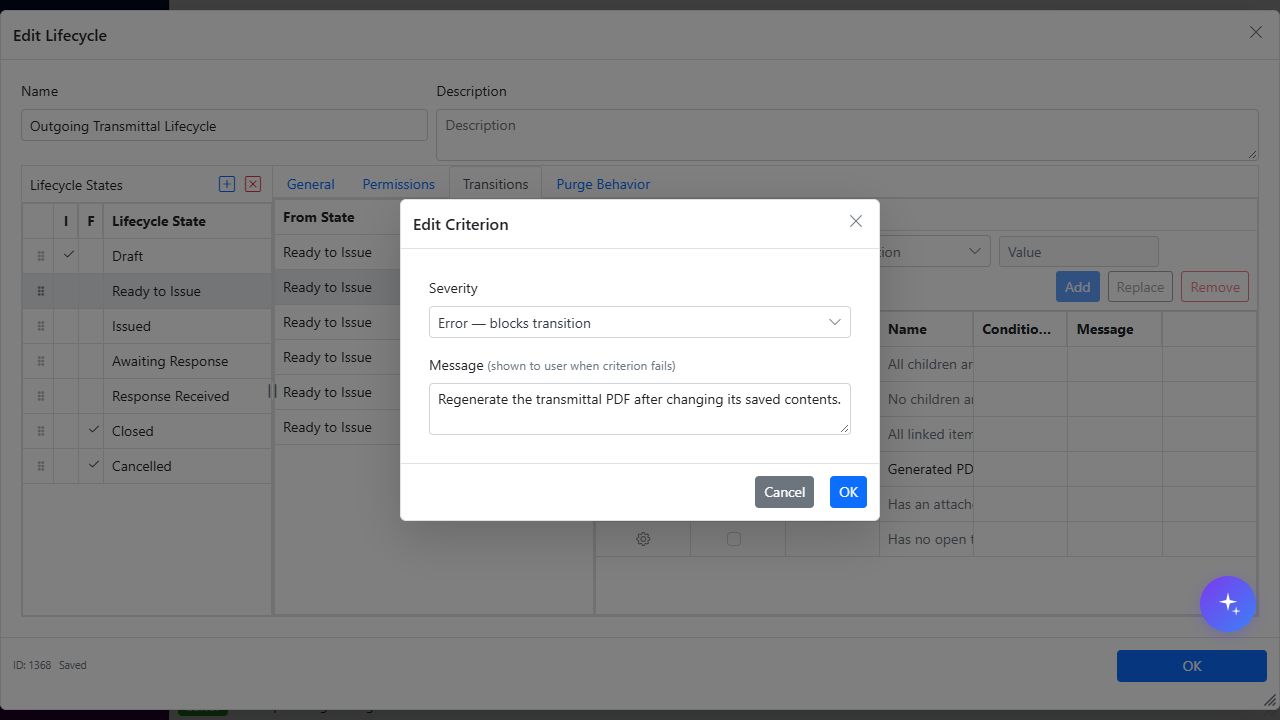 Edit Lifecycle
Name
Description
Outgoing Transmittal Lifecycle
Description
Lifecycle States
General
Permissions
Transitions
Purge Behavior
I
F
Lifecycle State
Draft
Ready to Issue
Issued
Awaiting Response
Response Received
Closed
Cancelled
From State
Ready to Issue
Ready to Issue
Ready to Issue
Ready to Issue
Ready to Issue
Ready to Issue
Edit Criterion
Severity
Error — blocks transition
Message (shown to user when criterion fails)
Regenerate the transmittal PDF after changing its saved contents.
Cancel
OK
Value
Add
Replace
Remove
Name
Conditio...
Message
All children ar
No children a
All linked item
Generated PD
Has an attach
Has no open t
ID: 1368 Saved
OK